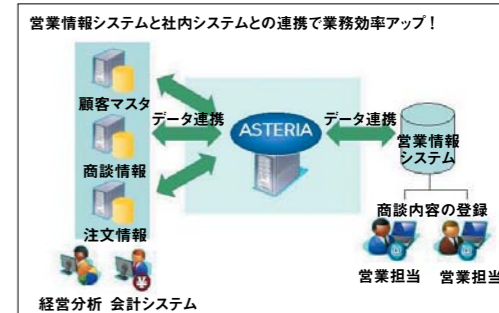 営業情報システムと社内システムとの連携で業務効率アップ！
顧客マスタ
データ連携
ASTERIA
データ連携
営業情報
システム
商談情報
注文情報
商談内容の登録
営業担当
営業担当
経営分析
会計システム
¥